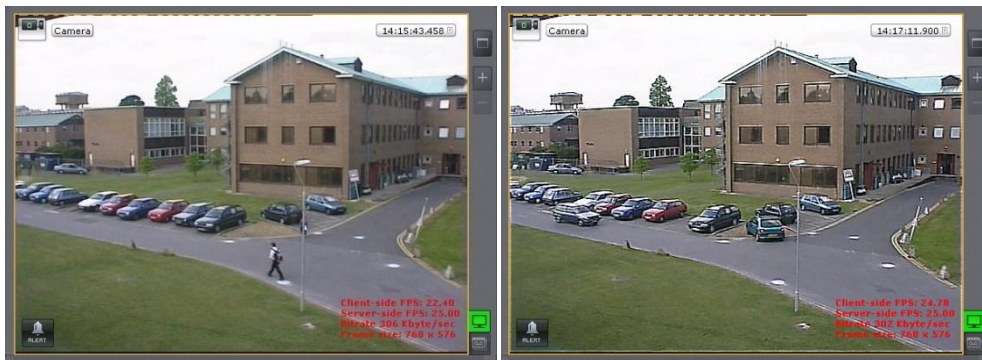 Camera
14:15:43.458
Client-side FPS: 22.40
Server-side FPS: 25.00
Bitrate 306 Kbyte/sec
Frame size: 768 x 576
ALERT
Camera
14:17:11.900
Client-side FPS: 24.78
Server-side FPS: 25.00
Bitrate 302 Kbyte/sec
Frame size: 768 x 576
ALERT